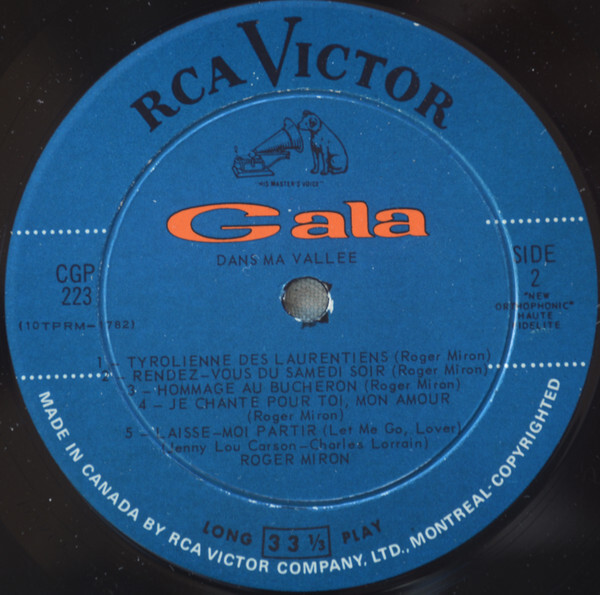 RCA VICTOR
"HIS MASTER'S VOICE"
Gala
DANS MA VALLEE
CGP
223
(10TPRM-1782)
SIDE
2
"NEW
ORTHOPHONIC"
HAUTE
FIDELITE
1 - TYROLIENNE DES LAURENTIENS (Roger Miron)
2 - RENDEZ-VOUS DU SAMEDI SOIR (Roger Miron)
3 - HOMMAGE AU BUCHERON (Roger Miron)
4 - JE CHANTE POUR TOI, MON AMOUR
(Roger Miron)
5 - LAISSE-MOI PARTIR (Let Me Go, Lover)
(Jenny Lou Carson-Charles Lorrain)
ROGER MIRON
LONG 33 1/3 PLAY
MADE IN CANADA BY RCA VICTOR COMPANY, LTD., MONTREAL-COPYRIGHTED